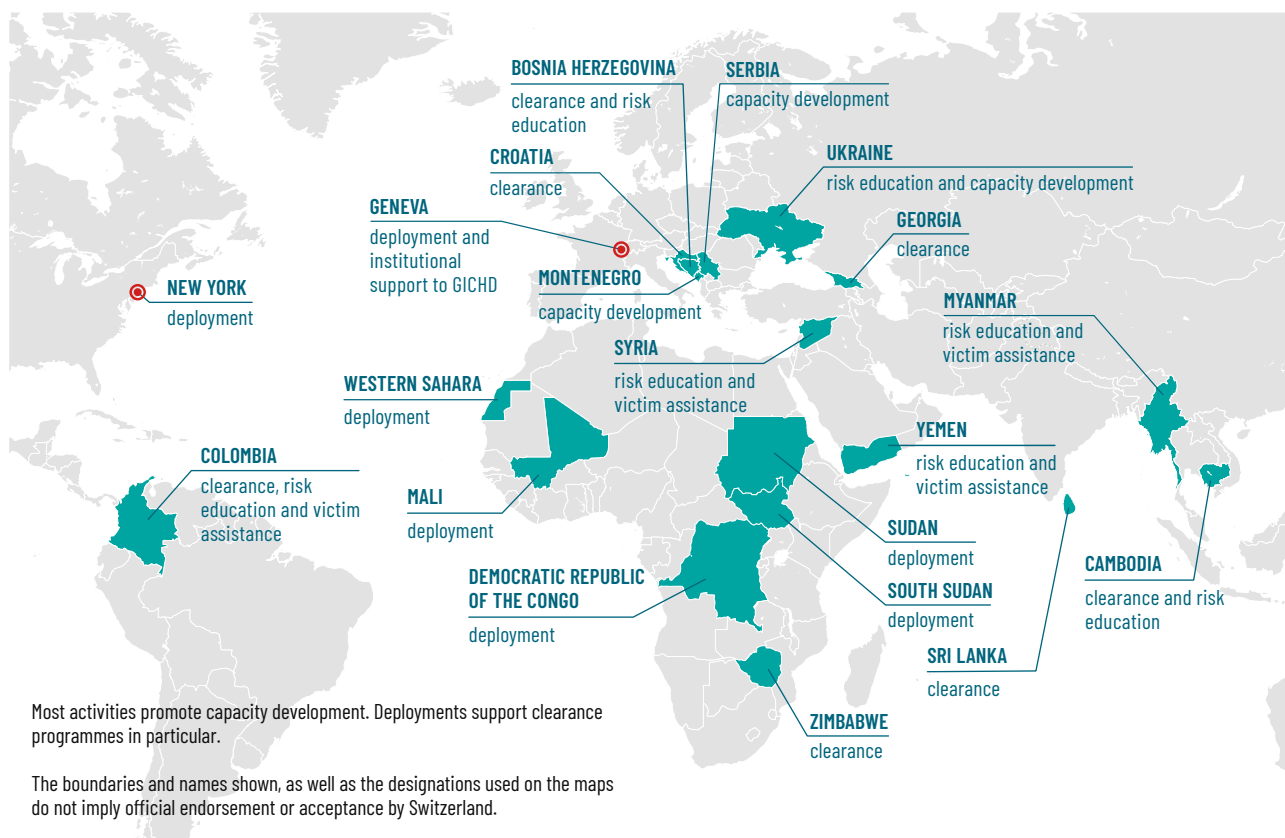 BOSNIA HERZEGOVINA
clearance and risk
education
SERBIA
capacity development
CROATIA
clearance
UKRAINE
risk education and capacity development
GENEVA
deployment and
institutional
support to GICHD
GEORGIA
clearance
NEW YORK
deployment
MONTENEGRO
capacity development
MYANMAR
risk education and
victim assistance
SYRIA
risk education and
victim assistance
WESTERN SAHARA
deployment
COLOMBIA
clearance, risk
education and victim
assistance
MALI
deployment
YEMEN
risk education and
victim assistance
SUDAN
deployment
DEMOCRATIC REPUBLIC
OF THE CONGO
deployment
SOUTH SUDAN
deployment
CAMBODIA
clearance and risk
education
SRI LANKA
clearance
ZIMBABWE
clearance
Most activities promote capacity development. Deployments support clearance
programmes in particular.
The boundaries and names shown, as well as the designations used on the maps
do not imply official endorsement or acceptance by Switzerland.